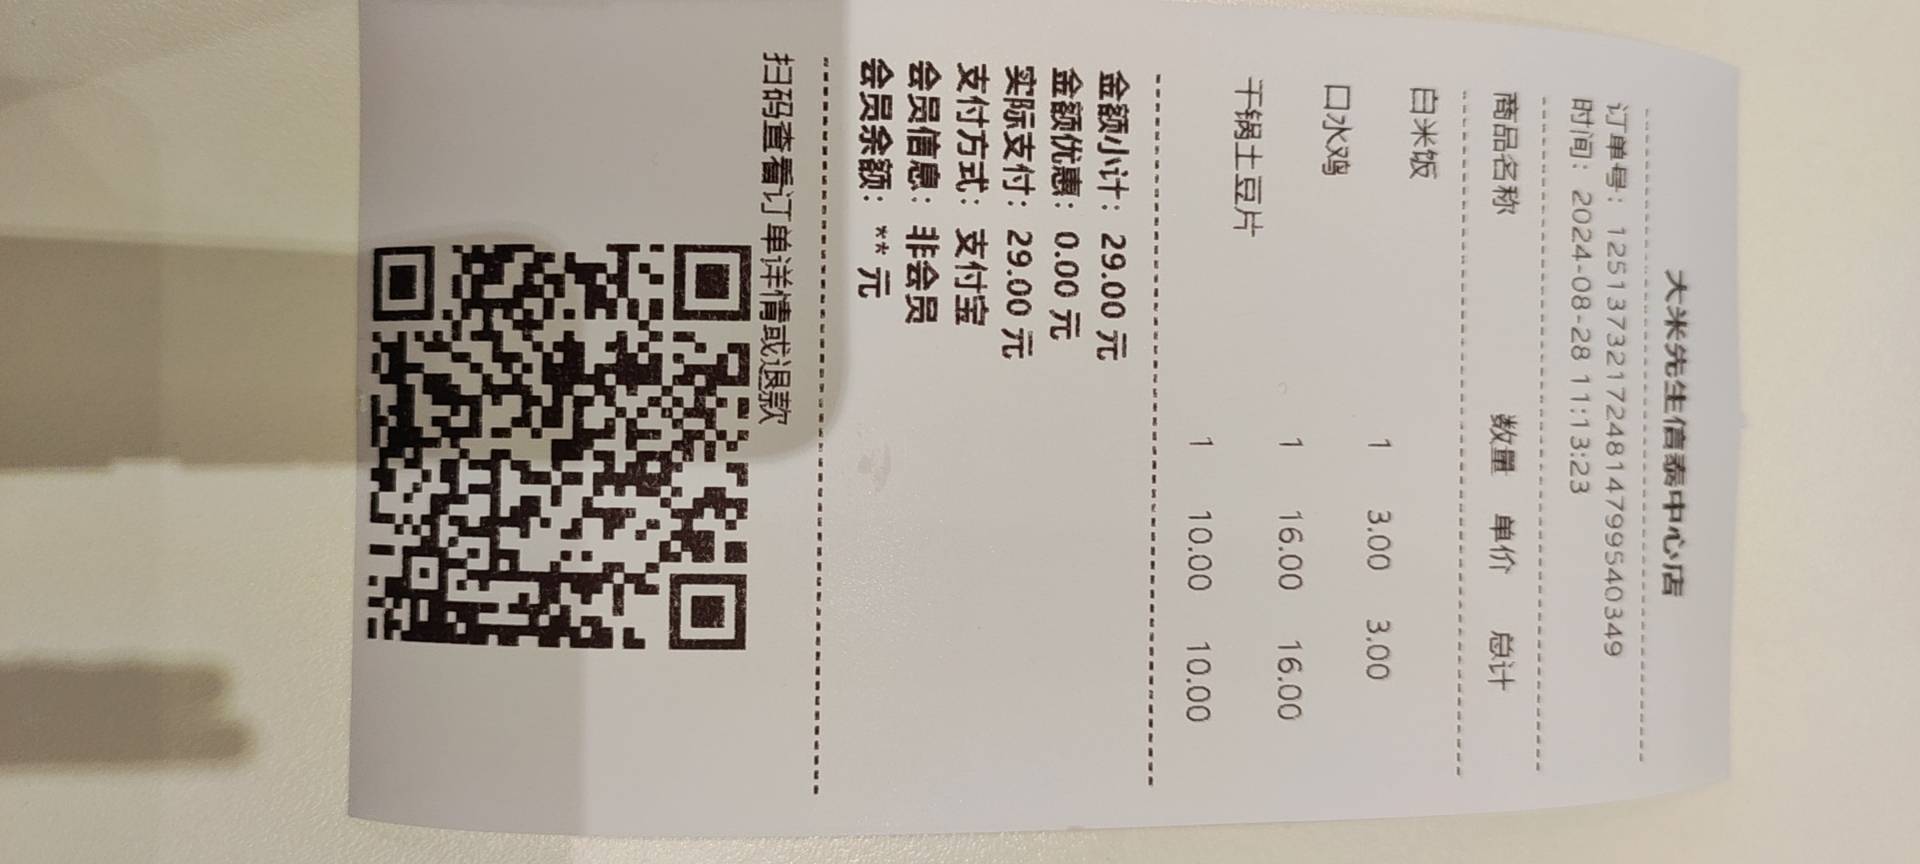 大米先生信泰中心店
订单号：125137321724814799540349
时间：2024-08-28 11:13:23
商品名称 数量 单价 总计
白米饭
1 3.00 3.00
口水鸡
1 16.00 16.00
干锅土豆片
1 10.00 10.00
金额小计：29.00 元
金额优惠：0.00 元
实际支付：29.00 元
支付方式：支付宝
会员信息：非会员
会员余额：** 元
扫码查看订单详情或退款